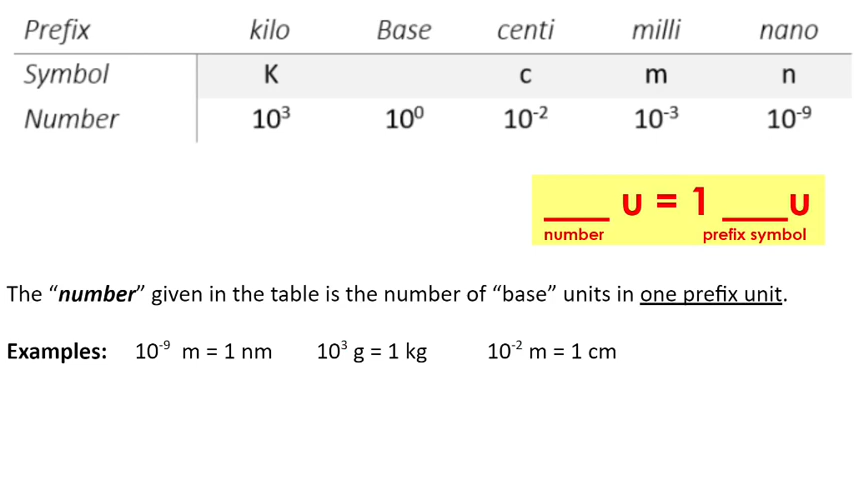 Prefix kilo Base centi milli nano
Symbol K c m n
Number 10³ 10⁰ 10⁻² 10⁻³ 10⁻⁹
____ u = 1 ____u
number prefix symbol
The “number” given in the table is the number of “base” units in one prefix unit.
Examples: 10⁻⁹ m = 1 nm 10³ g = 1 kg 10⁻² m = 1 cm